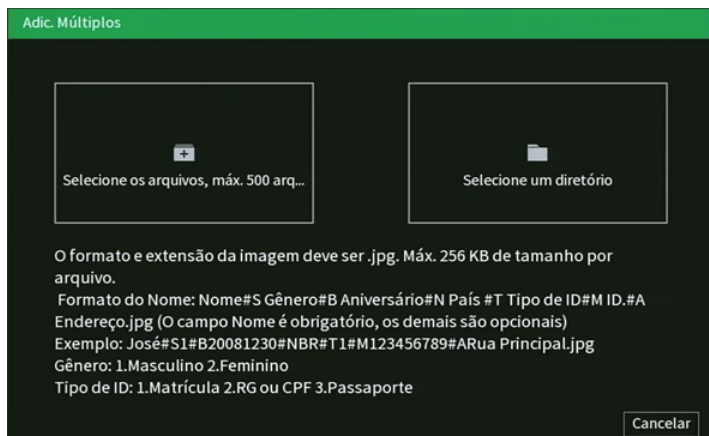 Adic. Múltiplos
Selecione os arquivos, máx. 500 arq...
Selecione um diretório
O formato e extensão da imagem deve ser .jpg. Máx. 256 KB de tamanho por
arquivo.
Formato do Nome: Nome#S Gênero#B Aniversário#N País #T Tipo de ID#M ID.#A
Endereço.jpg (O campo Nome é obrigatório, os demais são opcionais)
Exemplo: José#S1#B20081230#NBR#T1#M123456789#ARua Principal.jpg
Gênero: 1.Masculino 2.Feminino
Tipo de ID: 1.Matrícula 2.RG ou CPF 3.Passaporte
Cancelar